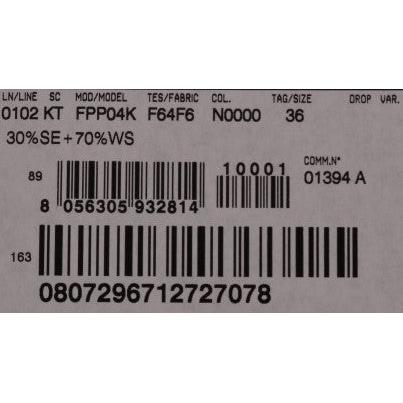 LN/LINE SC MOD/MODEL TES/FABRIC COL. TAG/SIZE DROP VAR.
0102 KT FPP04K F64F6 N0000 36
30%SE+70%WS
10001 COMM.N°
89 01394 A
8 056305 932814
163
0807296712727078